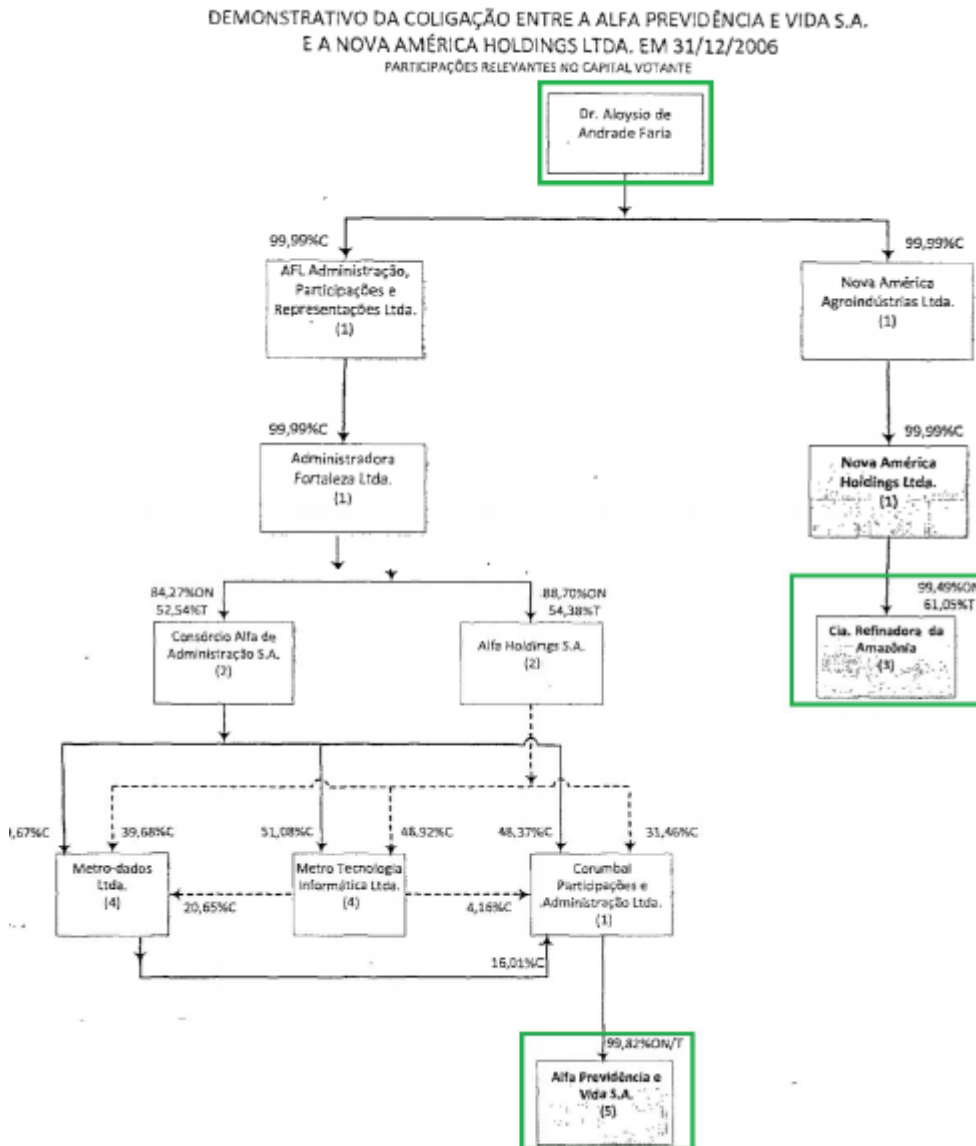 DEMONSTRATIVO DA COLIGAÇÃO ENTRE A ALFA PREVIDÊNCIA E VIDA S.A.
E A NOVA AMÉRICA HOLDINGS LTDA. EM 31/12/2006
PARTICIPAÇÕES RELEVANTES NO CAPITAL VOTANTE
Dr. Aloysio de
Andrade Faria
99,99%C
99,99%C
AFL Administração,
Participações e
Representações Ltda.
(1)
Nova América
Agroindústrias Ltda.
(1)
99,99%C
99,99%C
Administradora
Fortaleza Ltda.
(1)
Nova América
Holdings Ltda.
(1)
84,27%ON
52,54%T
88,70%ON
54,38%T
99,49%ON
61,05%T
Consórcio Alfa de
Administração S.A.
(2)
Alfa Holdings S.A.
(2)
Cia. Refinadora da
Amazônia
(3)
,67%C
39,68%C
51,08%C
48,92%C
48,37%C
31,46%C
Metro-dados
Ltda.
(4)
Metro Tecnologia
Informática Ltda.
(4)
Corumbal
Participações e
Administração Ltda.
(1)
20,65%C
4,16%C
16,01%C
99,82%ON/T
Alfa Previdência e
Vida S.A.
(5)